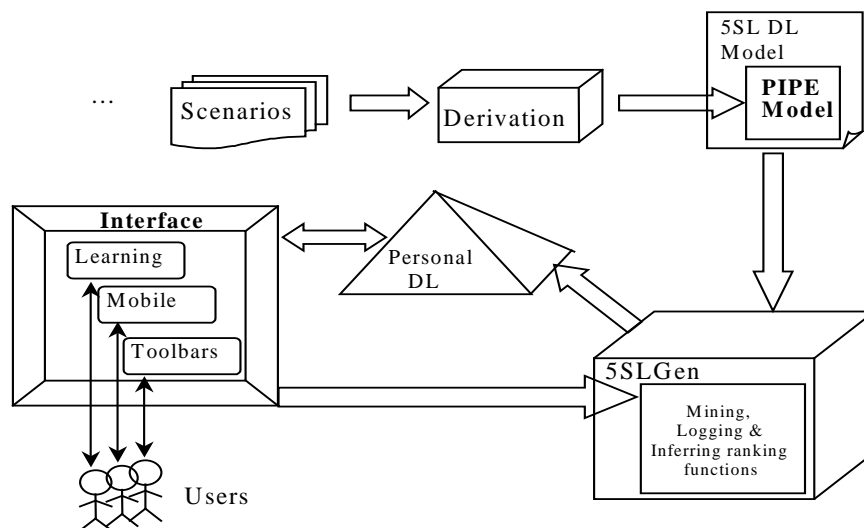 5SL DL
Model
PIPE
Model
...
Scenarios
Derivation
Interface
Learning
Mobile
Toolbars
Personal
DL
5SLGen
Mining,
Logging &
Inferring ranking
functions
Users